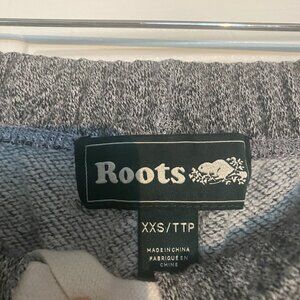 Roots
XXS/TTP
MADE IN CHINA
FABRIQUÉ EN
CHINE